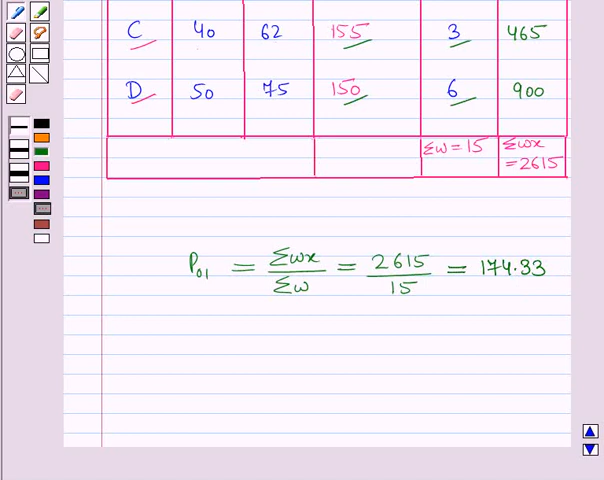 C 40 62 155 3 465
D 50 75 150 6 900
Σw = 15 Σwx = 2615
P₀₁ = Σwx / Σw = 2615 / 15 = 174.33